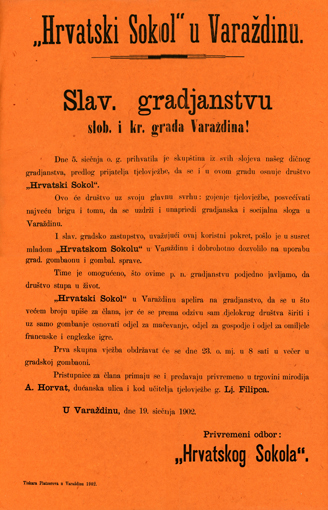 „Hrvatski Sokol“ u Varaždinu.
Slav. gradjanstvu
slob. i kr. grada Varaždina!
Dne 5. siečnja o. g. prihvatila je skupština iz svih slojeva našeg dičnog
gradjanstva, predlog prijatelja tjelovježbe, da se i u ovom gradu osnuje društvo
„Hrvatski Sokol“.
Ovo će društvo uz svoju glavnu svrhu: gojenje tjelovježbe, posvećivati
najveću brigu i tomu, da se uzdrži i unapriedi gradjanska i socijalna sloga u
Varaždinu.
I slav. gradsko zastupstvo, uvažujući ovaj koristni pokret, pošlo je u susret
mladom „Hrvatskom Sokolu“ u Varaždinu i dobrohotno dozvolilo na uporabu
grad. gombaonu i gombal. sprave.
Time je omogućeno, što ovime p. n. gradjanstvu podjedno javljamo, da
društvo stupa u život.
„Hrvatski Sokol“ u Varaždinu apelira na gradjanstvo, da se u što
većem broju upiše za člana, jer će se prema odzivu sam djelokrug društva širiti i
uz samo gombanje osnovati odjel za mačevanje, odjel za gospodje i odjel za omiljele
francuske i englezke igre.
Prva skupna vježba obdržavat će se dne 23. o. mj. u 8 sati u večer u
gradskoj gombaoni.
Pristupnice za člana primaju se i predavaju privremeno u trgovini mirodija
A. Horvat, dućanska ulica i kod učitelja tjelovježbe g. Lj. Filipca.
U Varaždinu, dne 19. siečnja 1902.
Privremeni odbor:
„Hrvatskog Sokola“.
Tiskara Platzerova u Varaždinu 1902.